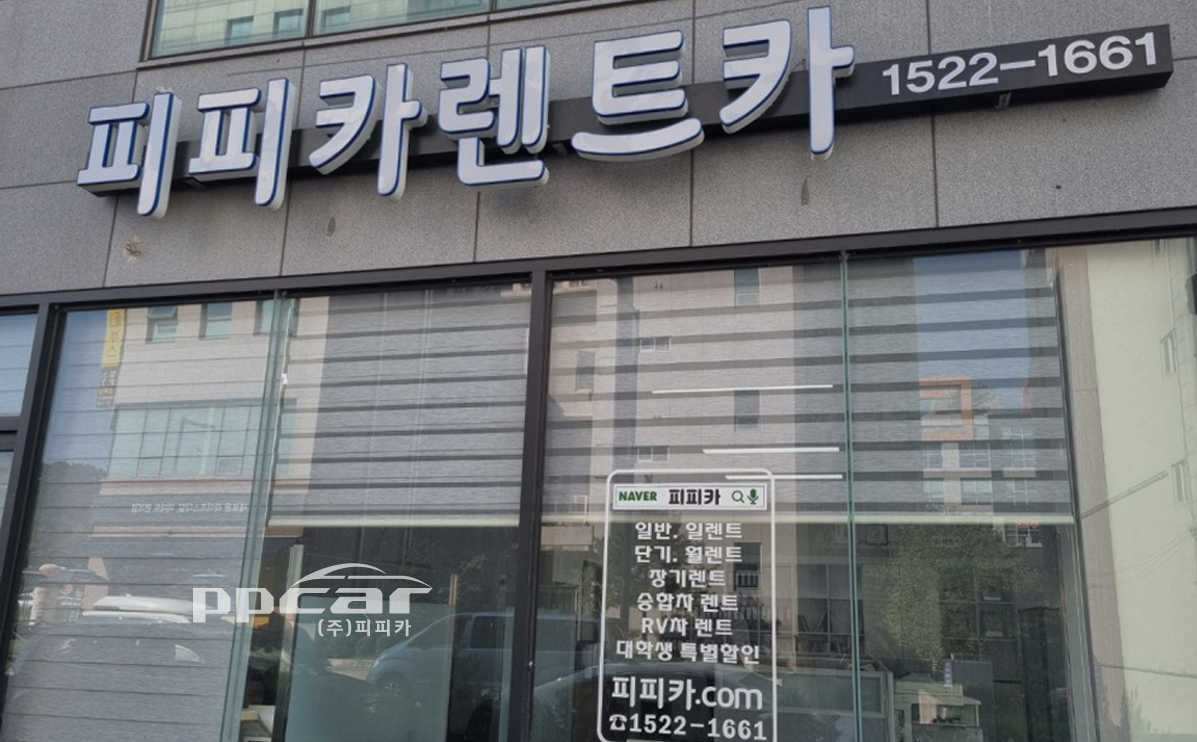 피피카렌트카 1522-1661
NAVER 피피카
일반. 일렌트
단기. 월렌트
장기렌트
승합차 렌트
RV차 렌트
대학생 특별할인
피피카.com
☎1522-1661
ppcar
(주)피피카